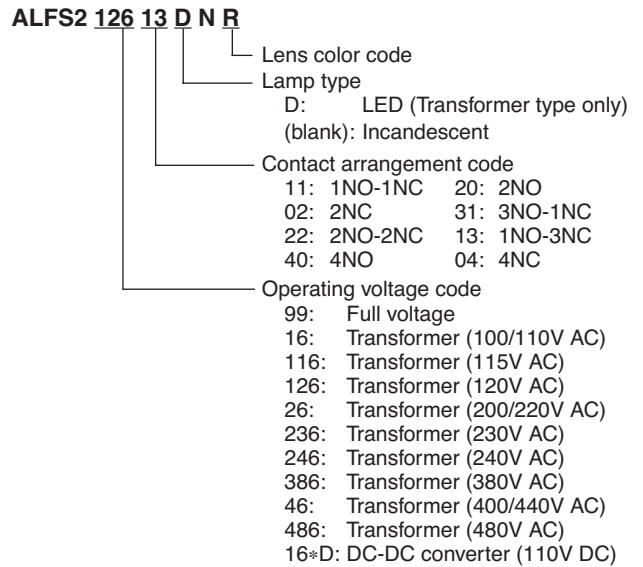 ALFS2 126 13 D N R
Lens color code
Lamp type
D: LED (Transformer type only)
(blank): Incandescent
Contact arrangement code
11: 1NO-1NC 20: 2NO
02: 2NC 31: 3NO-1NC
22: 2NO-2NC 13: 1NO-3NC
40: 4NO 04: 4NC
Operating voltage code
99: Full voltage
16: Transformer (100/110V AC)
116: Transformer (115V AC)
126: Transformer (120V AC)
26: Transformer (200/220V AC)
236: Transformer (230V AC)
246: Transformer (240V AC)
386: Transformer (380V AC)
46: Transformer (400/440V AC)
486: Transformer (480V AC)
16*D: DC-DC converter (110V DC)